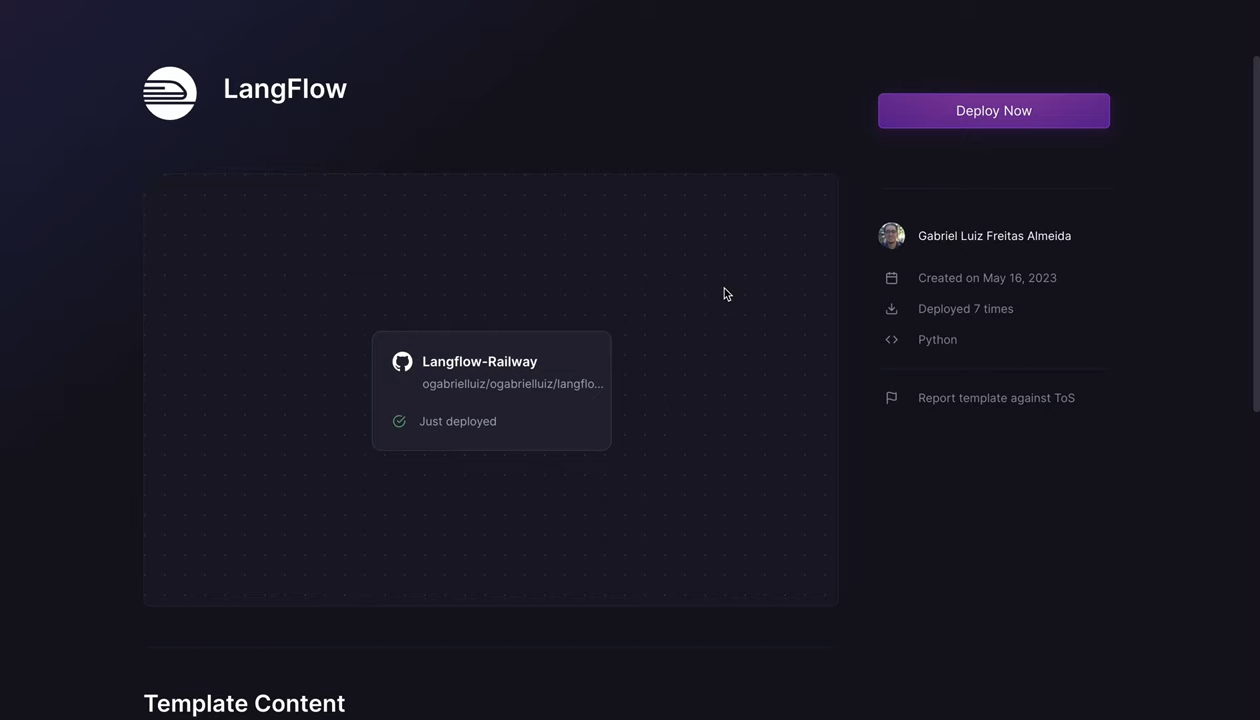 LangFlow
Deploy Now
Gabriel Luiz Freitas Almeida
Created on May 16, 2023
Deployed 7 times
Python
Report template against ToS
Langflow-Railway
ogabrielluiz/ogabrielluiz/langflo...
Just deployed
Template Content